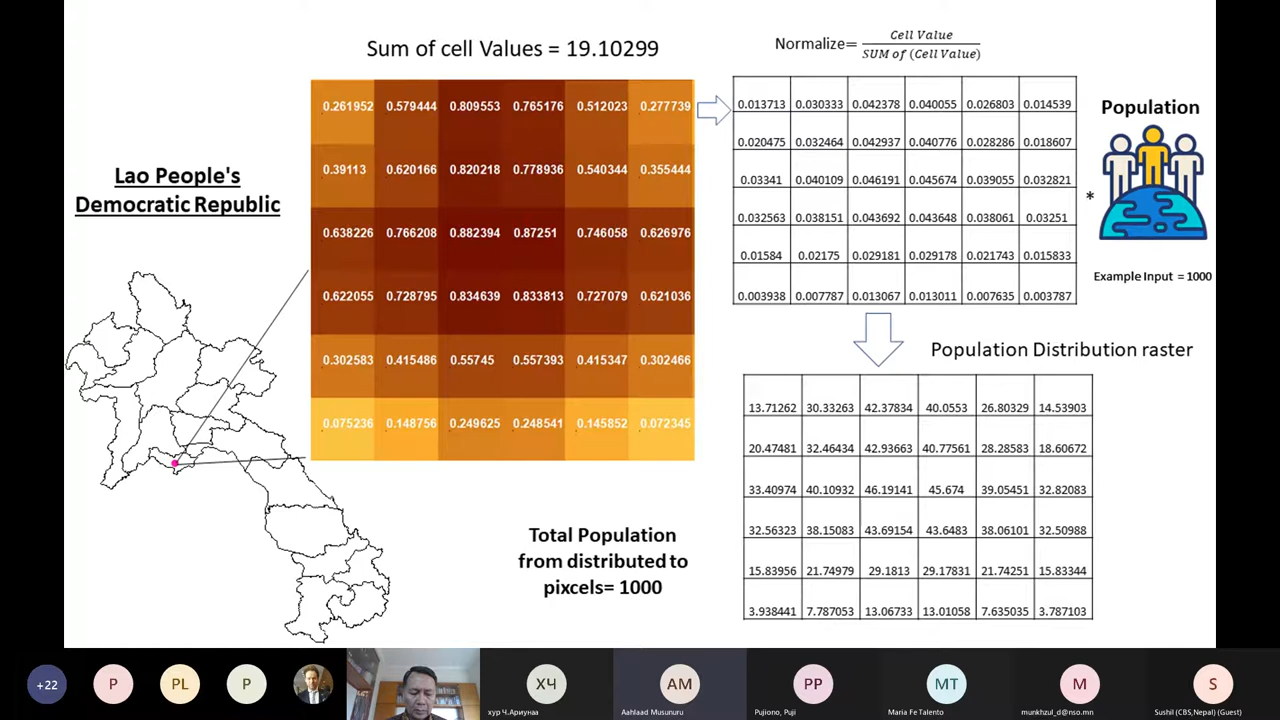 Sum of cell Values = 19.10299
Normalize= Cell Value
SUM of (Cell Value)
0.261952 0.579444 0.809553 0.765176 0.512023 0.277739
0.39113 0.620166 0.820218 0.778936 0.540344 0.355444
0.638226 0.766208 0.882394 0.87251 0.746058 0.626976
0.622055 0.728795 0.834639 0.833813 0.727079 0.621036
0.302583 0.415486 0.55745 0.557393 0.415347 0.302466
0.075236 0.148756 0.249625 0.248541 0.145852 0.072345
0.013713 0.030333 0.042378 0.040055 0.026803 0.014539
0.020475 0.032464 0.042937 0.040776 0.028286 0.018607
0.03341 0.040109 0.046191 0.045674 0.039055 0.032821
0.032563 0.038151 0.043692 0.043648 0.038061 0.03251
0.01584 0.02175 0.029181 0.029178 0.021743 0.015833
0.003938 0.007787 0.013067 0.013011 0.007635 0.003787
*
Population
Example Input = 1000
Lao People's
Democratic Republic
Population Distribution raster
13.71262 30.33263 42.37834 40.0553 26.80329 14.53903
20.47481 32.46434 42.93663 40.77561 28.28583 18.60672
33.40974 40.10932 46.19141 45.674 39.05451 32.82083
32.56323 38.15083 43.69154 43.6483 38.06101 32.50988
15.83956 21.74979 29.1813 29.17831 21.74251 15.83344
3.938441 7.787053 13.06733 13.01058 7.635035 3.787103
Total Population
from distributed to
pixcels= 1000
+22
P
PL
P
ХЧ
хур Ч.Ариунаа
AM
Aahlaad Musunuru
PP
Pujiono, Puji
MT
Maria Fe Talento
M
munkhzul_d@nso.mn
S
Sushil (CBS,Nepal) (Guest)